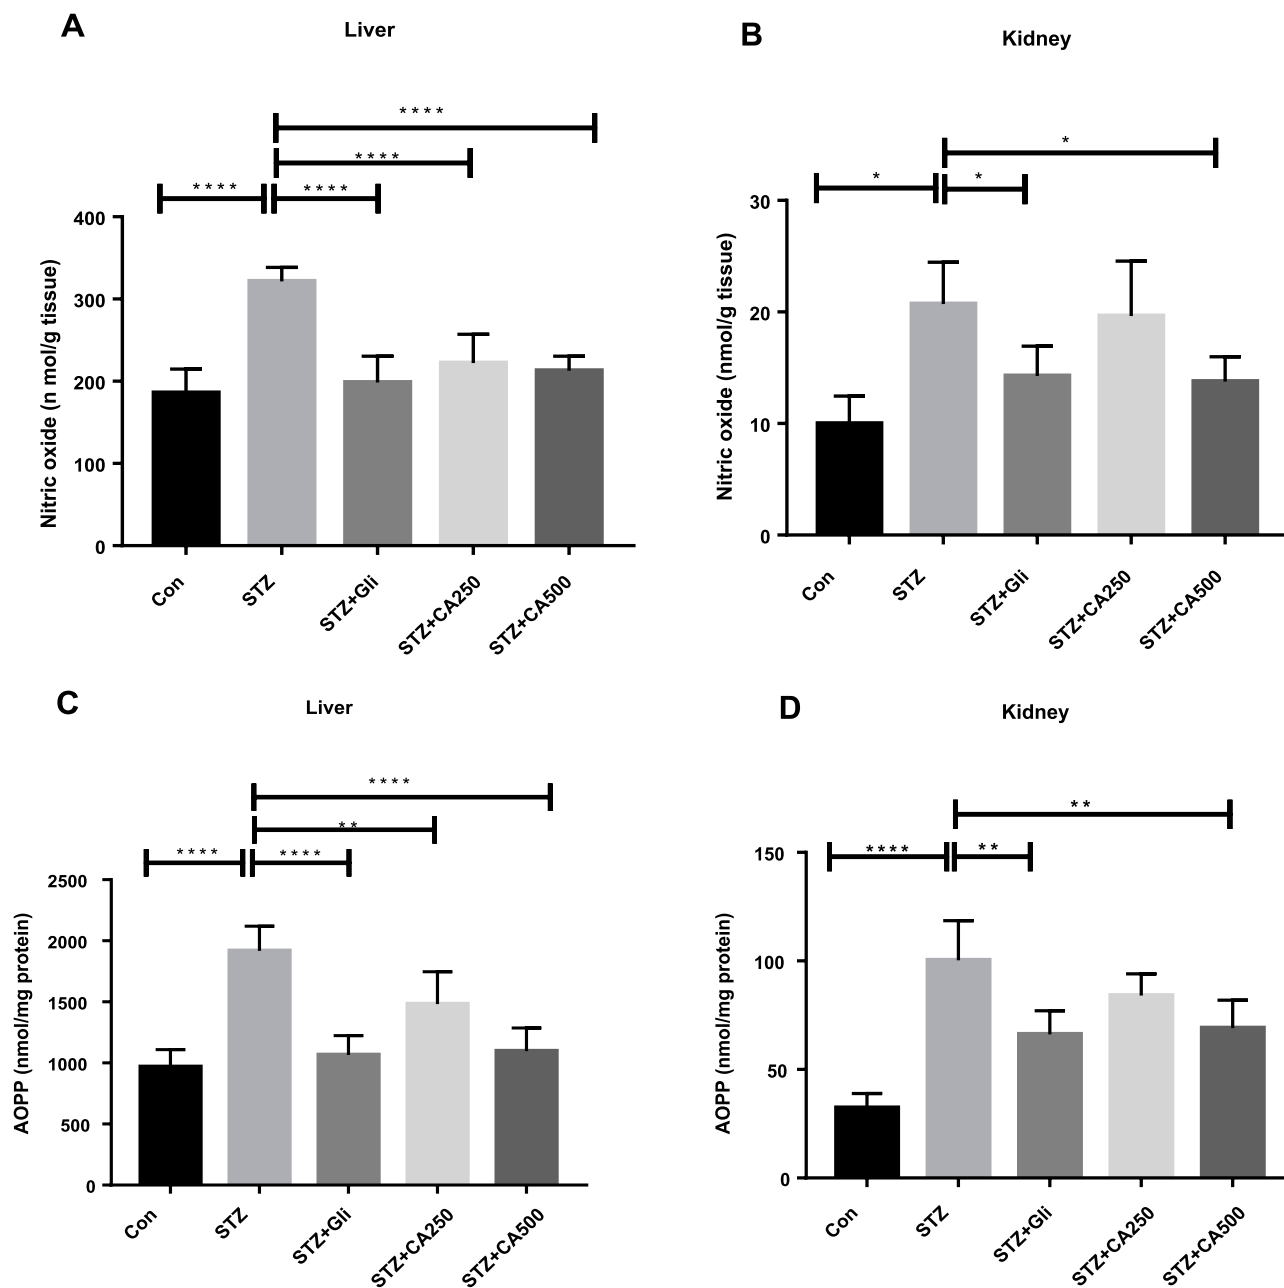 A
Liver
****
****
**** ****
400
300
200
100
0
Nitric oxide (n mol/g tissue)
Con
STZ
STZ+Gli
STZ+CA250
STZ+CA500
B
Kidney
*
* *
30
20
10
0
Nitric oxide (nmol/g tissue)
Con
STZ
STZ+Gli
STZ+CA250
STZ+CA500
C
Liver
****
**
**** ****
2500
2000
1500
1000
500
0
AOPP (nmol/mg protein)
Con
STZ
STZ+Gli
STZ+CA250
STZ+CA500
D
Kidney
**
**** **
150
100
50
0
AOPP (nmol/mg protein)
Con
STZ
STZ+Gli
STZ+CA250
STZ+CA500